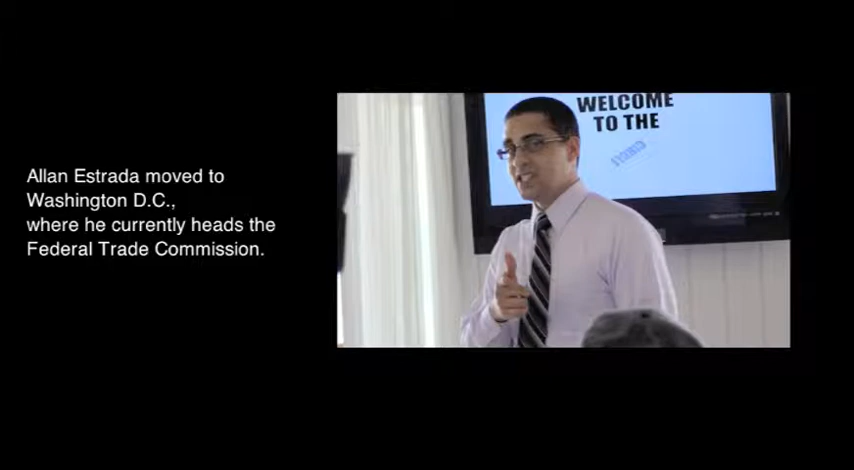 Allan Estrada moved to
Washington D.C.,
where he currently heads the
Federal Trade Commission.
WELCOME
TO THE